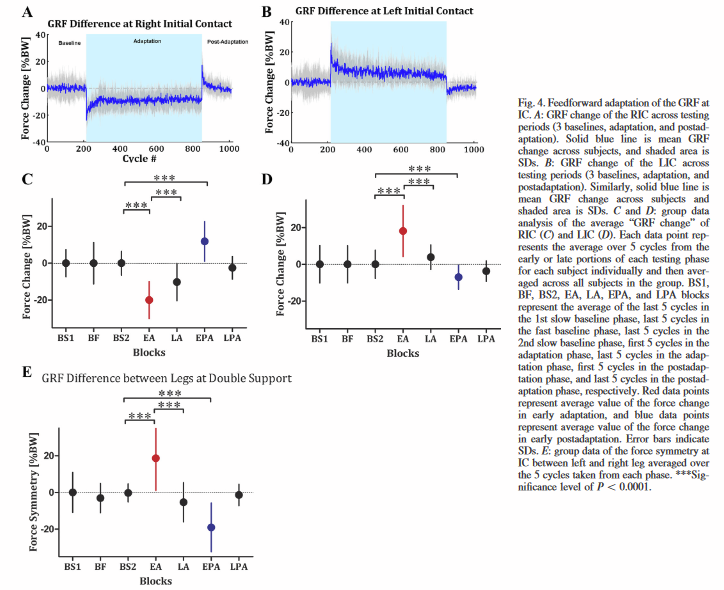 A
GRF Difference at Right Initial Contact
Force Change [%BW]
40
20
0
-20
-40
Baseline
Adaptation
Post-Adaptation
0 200 400 600 800 1000
Cycle #
B
GRF Difference at Left Initial Contact
Force Change [%BW]
40
20
0
-20
-40
0 200 400 600 800 1000
C
Force Change [%BW]
20
0
-20
***
***
***
BS1 BF BS2 EA LA EPA LPA
Blocks
D
Force Change [%BW]
20
0
-20
***
***
***
BS1 BF BS2 EA LA EPA LPA
Blocks
E
GRF Difference between Legs at Double Support
Force Symmetry [%BW]
20
0
-20
***
***
***
BS1 BF BS2 EA LA EPA LPA
Blocks
Fig. 4. Feedforward adaptation of the GRF at
IC. A: GRF change of the RIC across testing
periods (3 baselines, adaptation, and postad-
aptation). Solid blue line is mean GRF
change across subjects, and shaded area is
SDs. B: GRF change of the LIC across
testing periods (3 baselines, adaptation, and
postadaptation). Similarly, solid blue line is
mean GRF change across subjects and
shaded area is SDs. C and D: group data
analysis of the average “GRF change” of
RIC (C) and LIC (D). Each data point rep-
resents the average over 5 cycles from the
early or late portions of each testing phase
for each subject individually and then aver-
aged across all subjects in the group. BS1,
BF, BS2, EA, LA, EPA, and LPA blocks
represent the average of the last 5 cycles in
the 1st slow baseline phase, last 5 cycles in
the fast baseline phase, last 5 cycles in the
2nd slow baseline phase, first 5 cycles in the
adaptation phase, last 5 cycles in the adap-
tation phase, first 5 cycles in the postadap-
tation phase, and last 5 cycles in the postad-
aptation phase, respectively. Red data points
represent average value of the force change
in early adaptation, and blue data points
represent average value of the force change
in early postadaptation. Error bars indicate
SDs. E: group data of the force symmetry at
IC between left and right leg averaged over
the 5 cycles taken from each phase. ***Sig-
nificance level of P < 0.0001.